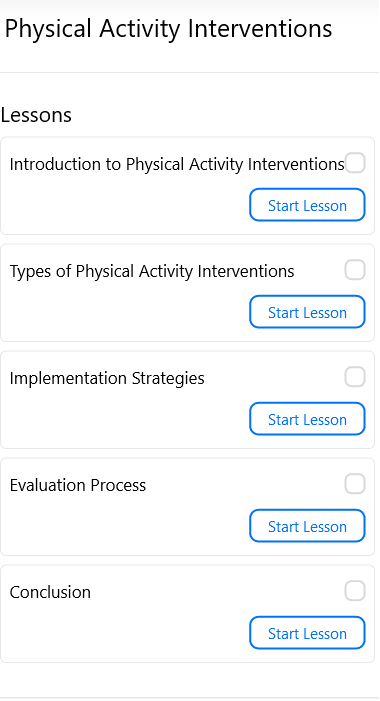 Physical Activity Interventions
Lessons
Introduction to Physical Activity Interventions
Start Lesson
Types of Physical Activity Interventions
Start Lesson
Implementation Strategies
Start Lesson
Evaluation Process
Start Lesson
Conclusion
Start Lesson